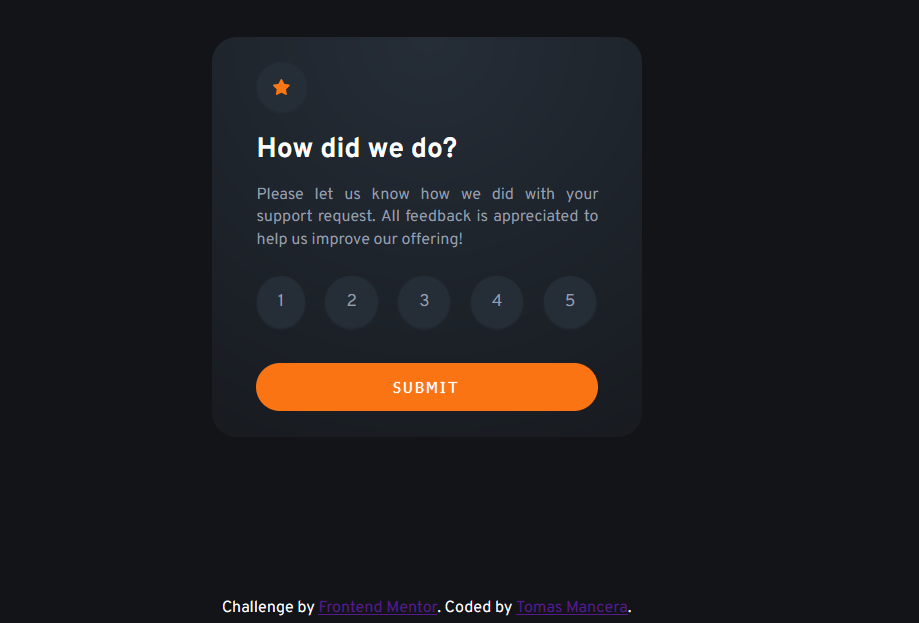 How did we do?
Please let us know how we did with your
support request. All feedback is appreciated to
help us improve our offering!
1 2 3 4 5
SUBMIT
Challenge by Frontend Mentor. Coded by Tomas Mancera.